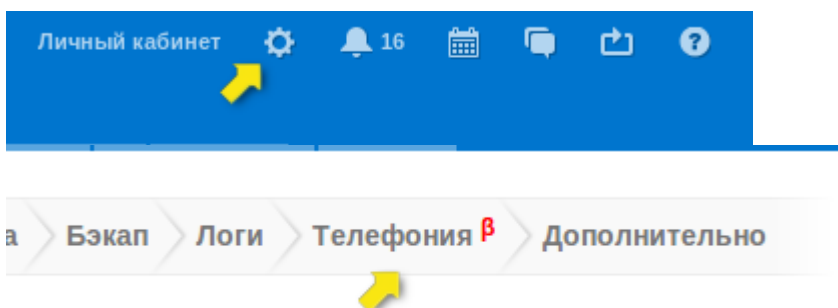 Личный кабинет 16 ?
а Бэкап Логи Телефония β Дополнительно